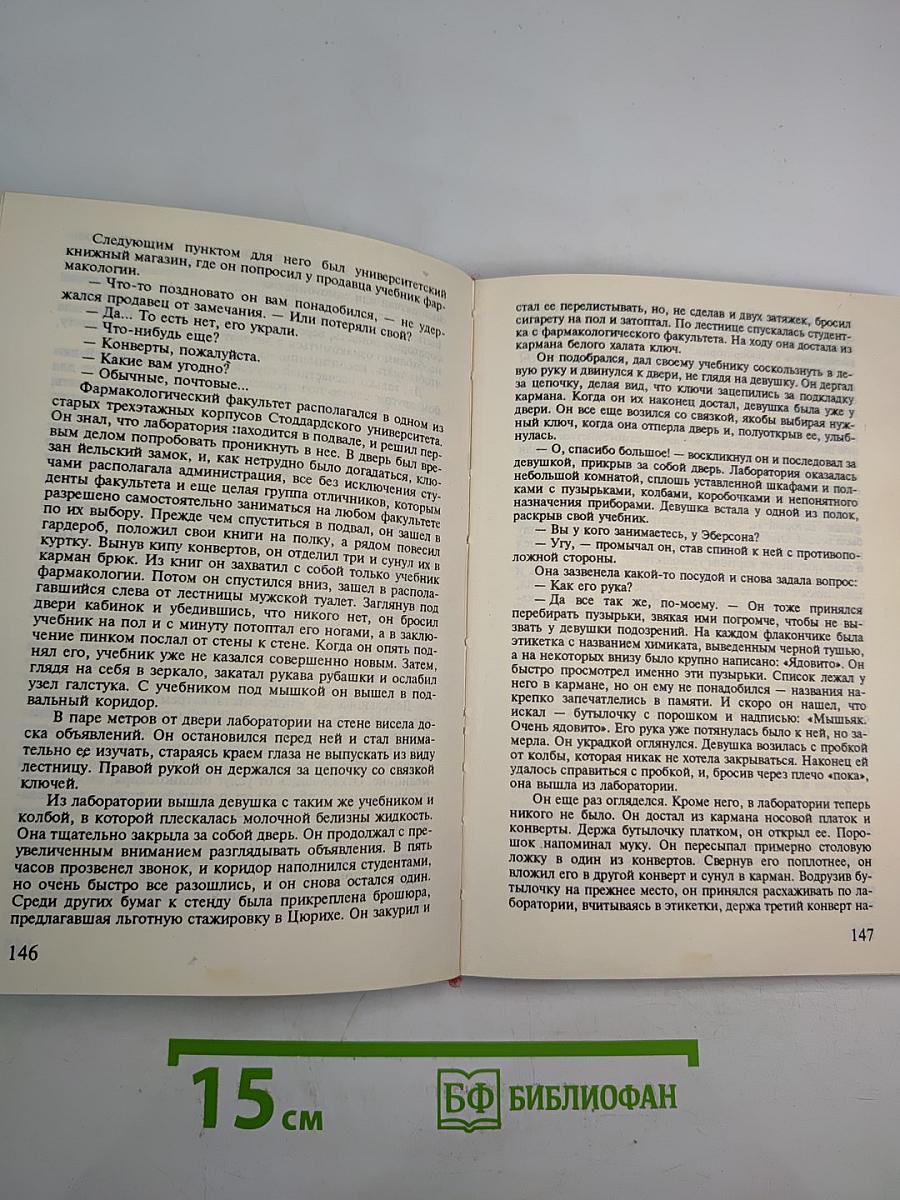 Следующим пунктом для него был университетский
книжный магазин, где он попросил у продавца учебник фар-
макологии.
— Что-то поздновато он вам понадобился, — не удер-
жался продавец от замечания. — Или потеряли свой?
— Да... То есть нет, его украли.
— Что-нибудь еще?
— Конверты, пожалуйста.
— Какие вам угодно?
— Обычные, почтовые...
Фармакологический факультет располагался в одном из
старых трехэтажных корпусов Стоддардского университета.
Он знал, что лаборатория находится в подвале, и решил пер-
вым делом попробовать проникнуть в нее. В дверь был вре-
зан йельский замок, и, как нетрудно было догадаться, клю-
чами располагала администрация, все без исключения сту-
денты факультета и еще целая группа отличников, которым
разрешено самостоятельно заниматься на любом факультете
по их выбору. Прежде чем спуститься в подвал, он зашел в
гардероб, положил свои книги на полку, а рядом повесил
куртку. Вынув кипу конвертов, он отделил три и сунул их в
карман брюк. Из книг он захватил с собой только учебник
фармакологии. Потом он спустился вниз, зашел в распола-
гавшийся слева от лестницы мужской туалет. Заглянув под
двери кабинок и убедившись, что никого нет, он бросил
учебник на пол и с минуту потоптал его ногами, а в заклю-
чение пинком послал от стены к стене. Когда он опять под-
нял его, учебник уже не казался совершенно новым. Затем,
глядя на себя в зеркало, закатал рукава рубашки и ослабил
узел галстука. С учебником под мышкой он вышел в под-
вальный коридор.
В паре метров от двери лаборатории на стене висела до-
ска объявлений. Он остановился перед ней и стал внима-
тельно ее изучать, стараясь краем глаза не выпускать из виду
лестницу. Правой рукой он держался за цепочку со связкой
ключей.
Из лаборатории вышла девушка с таким же учебником и
колбой, в которой плескалась молочной белизны жидкость.
Она тщательно закрыла за собой дверь. Он продолжал с пре-
увеличенным вниманием разглядывать объявления. В пять
часов прозвенел звонок, и коридор наполнился студентами,
но очень быстро все разошлись, и он снова остался один.
Среди других бумаг к стенду была прикреплена брошюра,
предлагавшая льготную стажировку в Цюрихе. Он закурил и
146
стал ее перелистывать, но, не сделав и двух затяжек, бросил
сигарету на пол и затоптал. По лестнице спускалась студент-
ка с фармакологического факультета. На ходу она достала из
кармана белого халата ключ.
Он подобрался, дал своему учебнику соскользнуть в ле-
вую руку и двинулся к двери, не глядя на девушку. Он дергал
за цепочку, делая вид, что ключи зацепились за подкладку
кармана. Когда он их наконец достал, девушка была уже у
двери. Он все еще возился со связкой, якобы выбирая нуж-
ный ключ, когда она отперла дверь и, полуоткрыв ее, улыб-
нулась.
— О, спасибо большое! — воскликнул он и последовал за
девушкой, прикрыв за собой дверь. Лаборатория оказалась
небольшой комнатой, сплошь уставленной шкафами и пол-
ками с пузырьками, колбами, коробочками и непонятного
назначения приборами. Девушка встала у одной из полок,
раскрыв свой учебник.
— Вы у кого занимаетесь, у Эберсона?
— Угу, — промычал он, став спиной к ней с противопо-
ложной стороны.
Она зазвенела какой-то посудой и снова задала вопрос:
— Как его рука?
— Да все так же, по-моему. — Он тоже принялся
перебирать пузырьки, звякая ими погромче, чтобы не вы-
звать у девушки подозрений. На каждом флакончике была
этикетка с названием химиката, выведенным черной тушью,
а на некоторых внизу было крупно написано: «Ядовито». Он
быстро просмотрел именно эти пузырьки. Список лежал у
него в кармане, но он ему не понадобился — названия на-
крепко запечатлелись в памяти. И скоро он нашел, что
искал — бутылочку с порошком и надписью: «Мышьяк.
Очень ядовито». Его рука уже потянулась было к ней, но за-
мерла. Он украдкой оглянулся. Девушка возилась с пробкой
от колбы, которая никак не хотела закрываться. Наконец ей
удалось справиться с пробкой, и, бросив через плечо «пока»,
она вышла из лаборатории.
Он еще раз огляделся. Кроме него, в лаборатории теперь
никого не было. Он достал из кармана носовой платок и
конверты. Держа бутылочку платком, он открыл ее. Поро-
шок напоминал муку. Он пересыпал примерно столовую
ложку в один из конвертов. Свернув его поплотнее, он
вложил его в другой конверт и сунул в карман. Водрузив бу-
тылочку на прежнее место, он принялся расхаживать по ла-
боратории, вчитываясь в этикетки, держа третий конверт на-
147
15 см
БФ БИБЛИОФАН